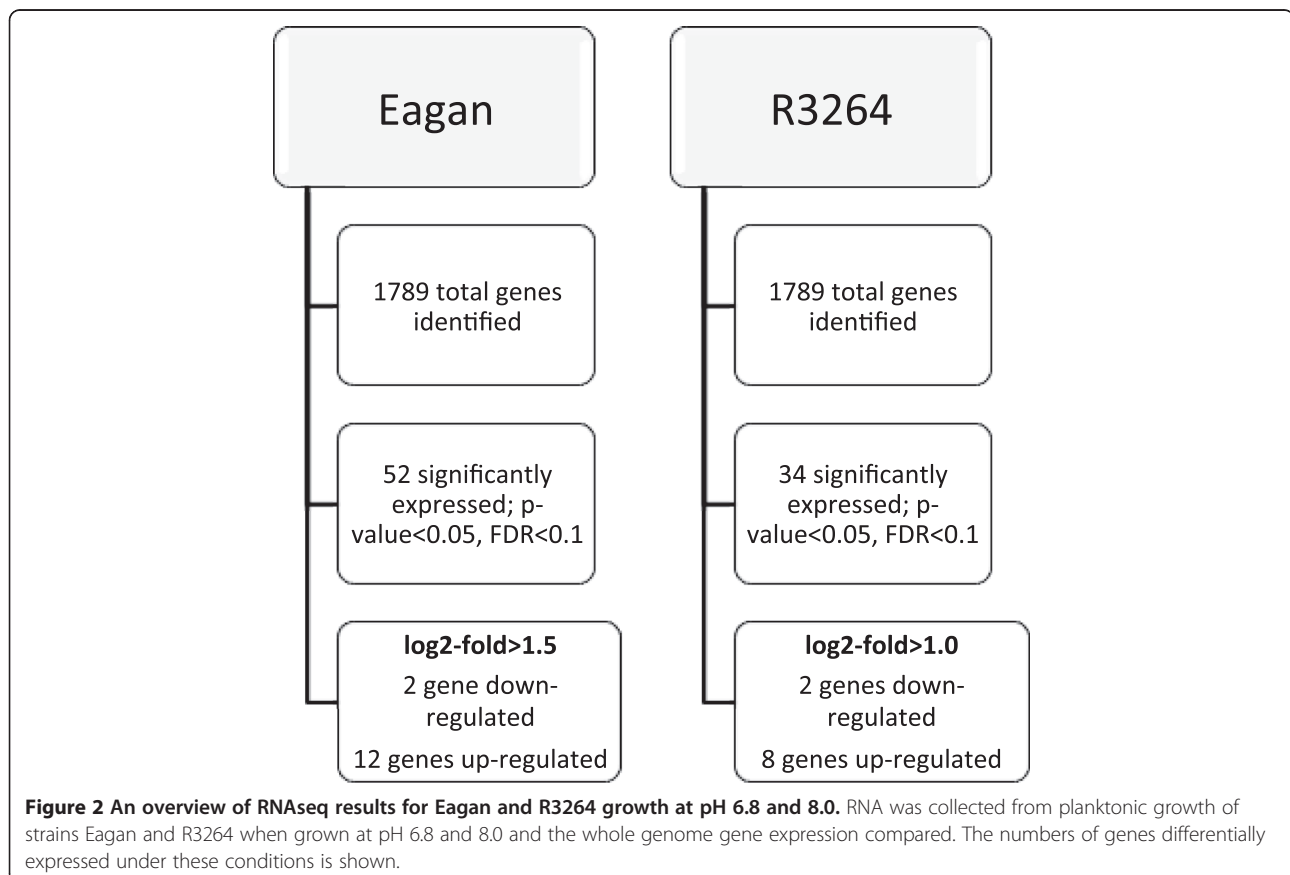 Eagan
1789 total genes
identified
52 significantly
expressed; p-
value<0.05, FDR<0.1
log2-fold>1.5
2 gene down-
regulated
12 genes up-regulated
R3264
1789 total genes
identified
34 significantly
expressed; p-
value<0.05, FDR<0.1
log2-fold>1.0
2 genes down-
regulated
8 genes up-regulated
Figure 2 An overview of RNAseq results for Eagan and R3264 growth at pH 6.8 and 8.0. RNA was collected from planktonic growth of
strains Eagan and R3264 when grown at pH 6.8 and 8.0 and the whole genome gene expression compared. The numbers of genes differentially
expressed under these conditions is shown.